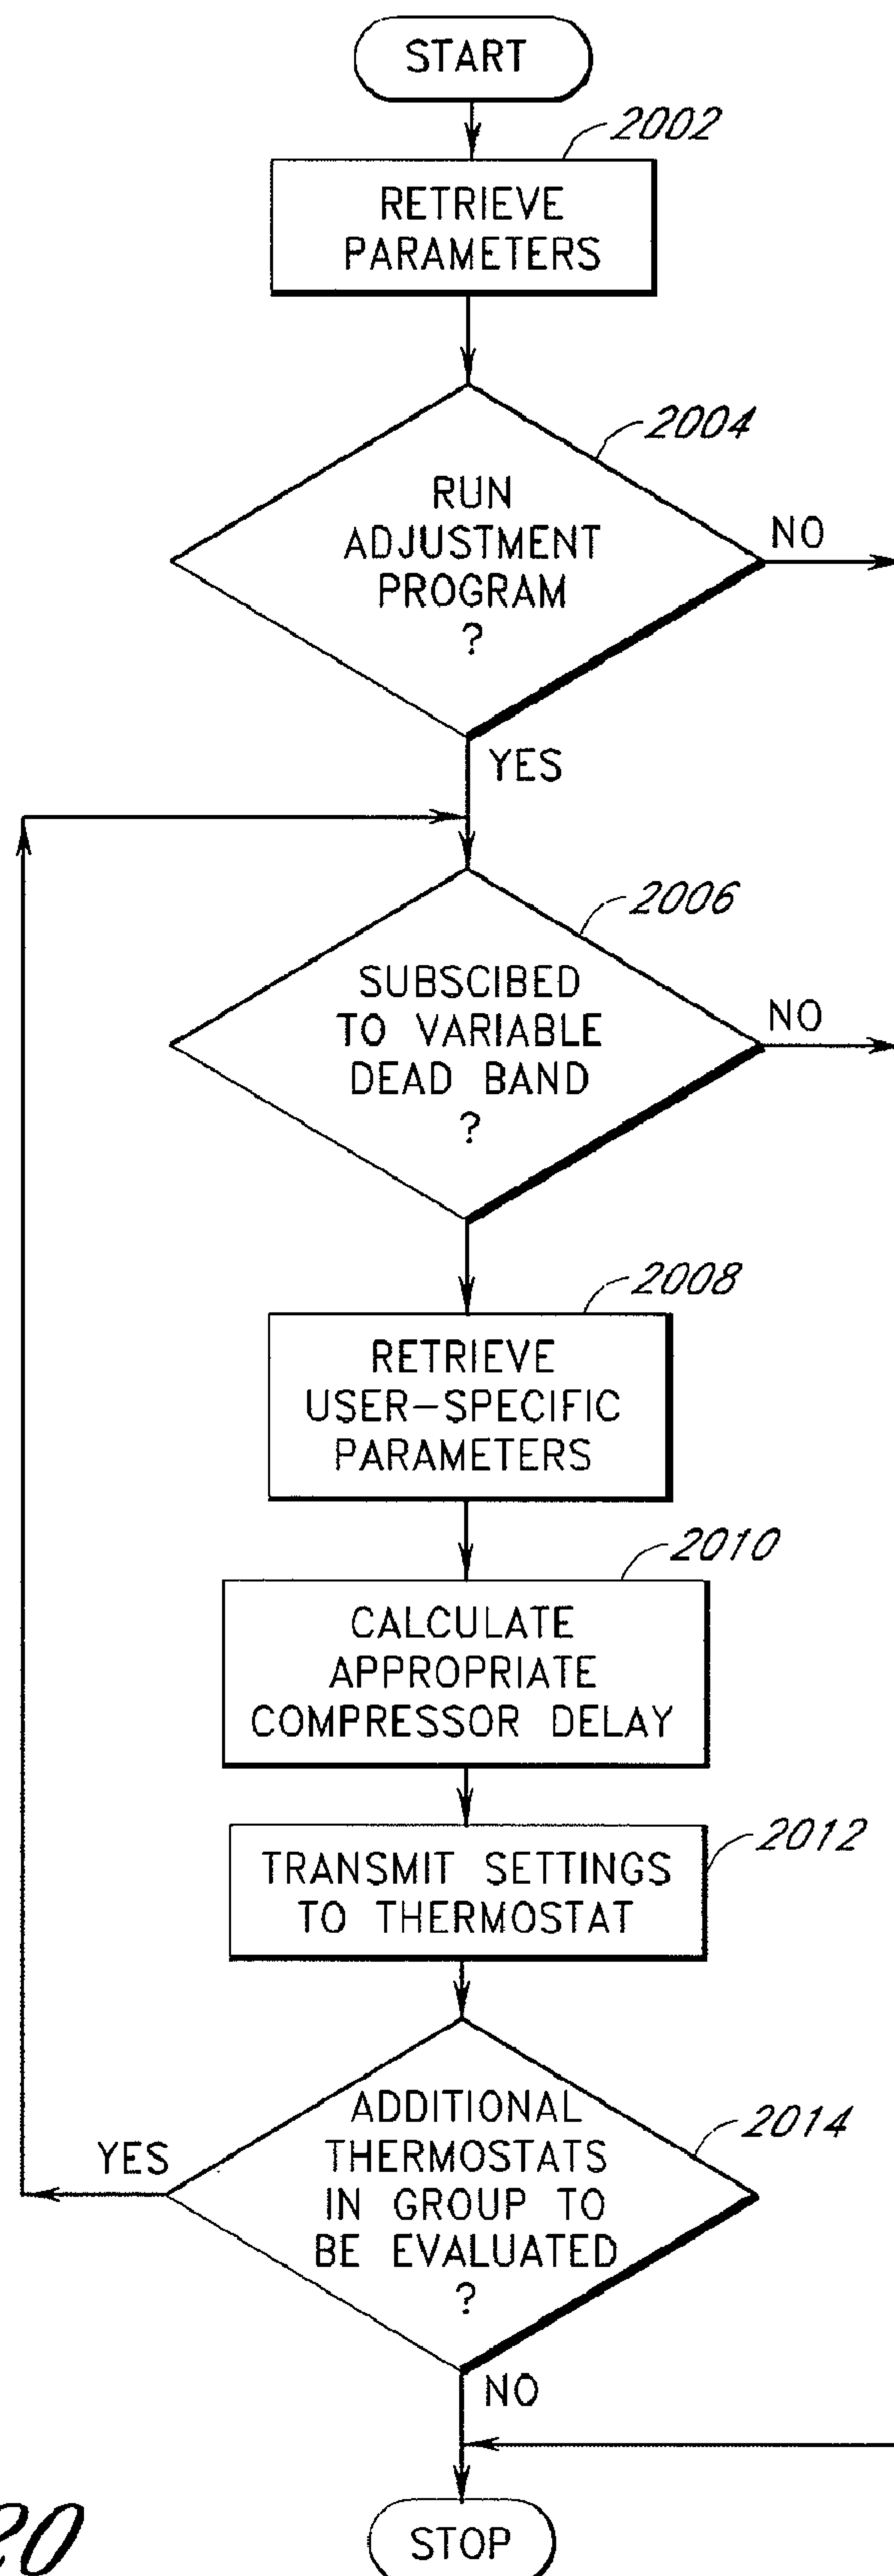 START
2002
RETRIEVE
PARAMETERS
2004
RUN
ADJUSTMENT
PROGRAM
?
NO
YES
2006
SUBSCIBED
TO VARIABLE
DEAD BAND
?
NO
2008
RETRIEVE
USER-SPECIFIC
PARAMETERS
2010
CALCULATE
APPROPRIATE
COMPRESSOR DELAY
2012
TRANSMIT SETTINGS
TO THERMOSTAT
2014
ADDITIONAL
THERMOSTATS
IN GROUP TO
BE EVALUATED
?
YES
NO
STOP
20